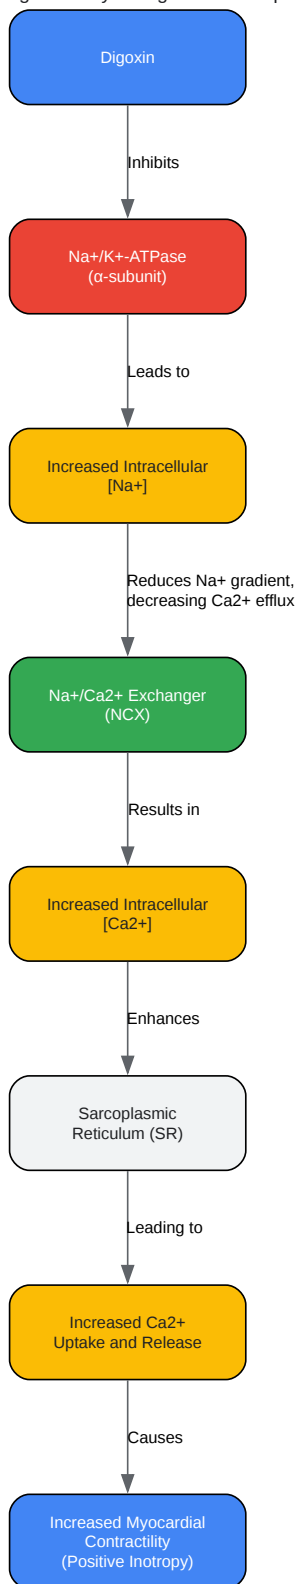 Digoxin
Inhibits
Na+/K+-ATPase
(α-subunit)
Leads to
Increased Intracellular
[Na+]
Reduces Na+ gradient,
decreasing Ca2+ efflux
Na+/Ca2+ Exchanger
(NCX)
Results in
Increased Intracellular
[Ca2+]
Enhances
Sarcoplasmic
Reticulum (SR)
Leading to
Increased Ca2+
Uptake and Release
Causes
Increased Myocardial
Contractility
(Positive Inotropy)